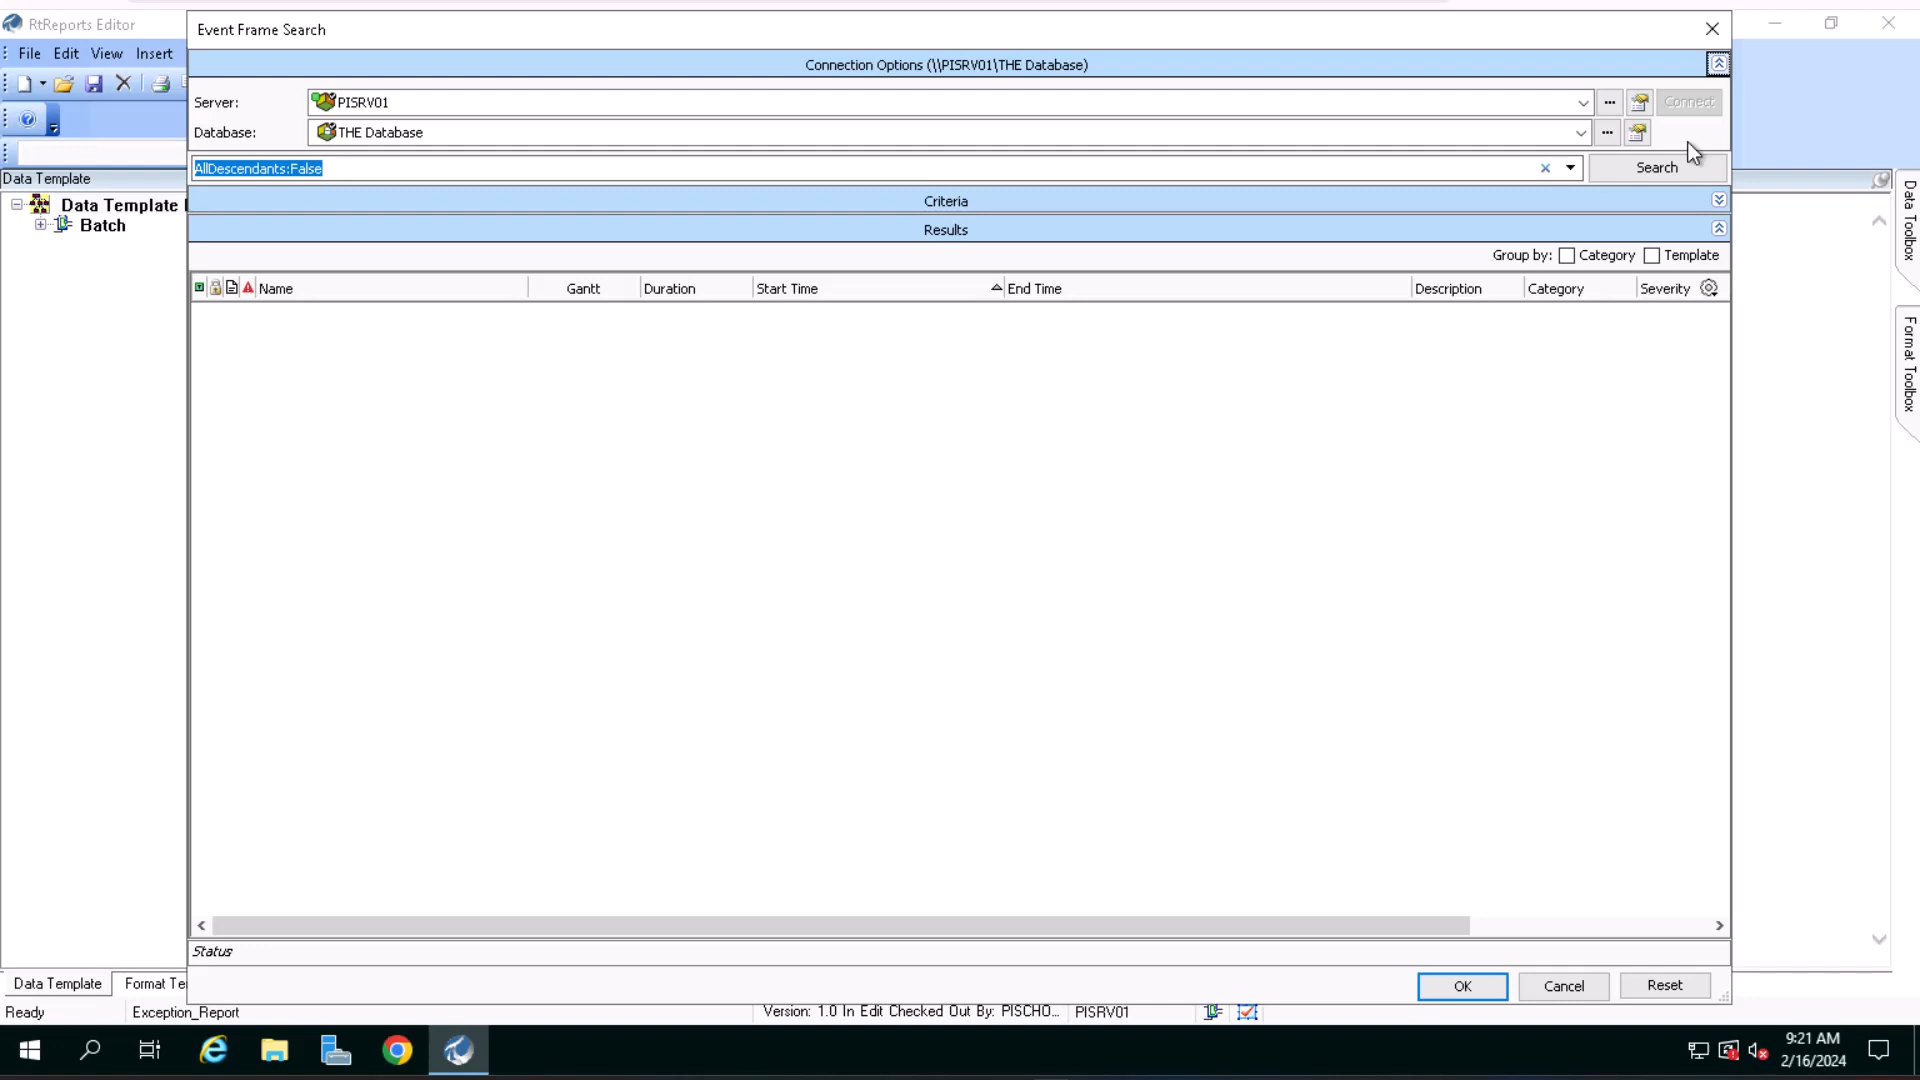 RtReports Editor
Event Frame Search
File Edit View Insert
Connection Options (\\PISRV01\THE Database)
Server: PISRV01 ... Connect
Database: THE Database ...
AllDescendants:False Search
Data Template
Criteria
Data Template
Batch
Results
Group by: Category Template
Name Gantt Duration Start Time End Time Description Category Severity
Data Toolbox
Format Toolbox
Status
Data Template Format Te
OK Cancel Reset
Ready Exception_Report Version: 1.0 In Edit Checked Out By: PISCHO... PISRV01
9:21 AM
2/16/2024